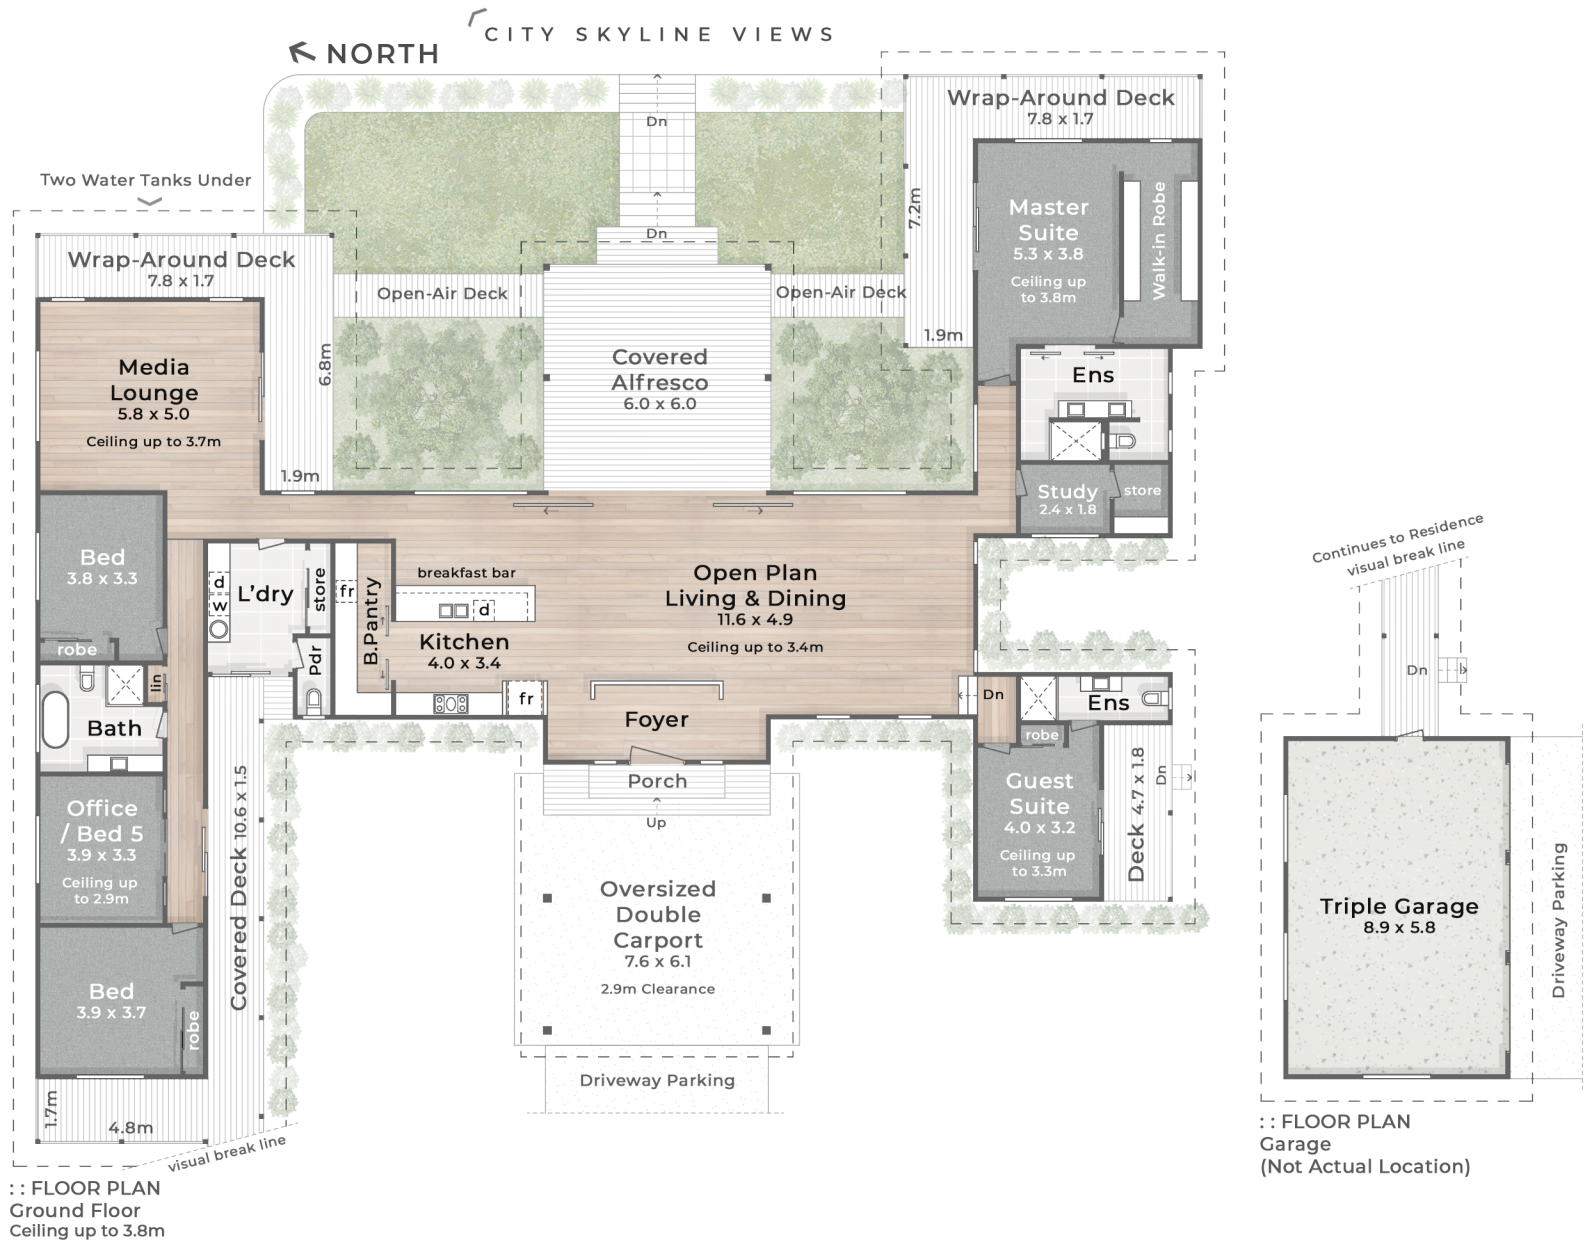 CITY SKYLINE VIEWS
NORTH
Wrap-Around Deck
7.8 x 1.7
Dn
Two Water Tanks Under
7.2m
Master
Suite
5.3 x 3.8
Ceiling up
to 3.8m
Walk-in Robe
Dn
Wrap-Around Deck
7.8 x 1.7
Open-Air Deck
Open-Air Deck
1.9m
6.8m
Media
Lounge
5.8 x 5.0
Ceiling up to 3.7m
Covered
Alfresco
6.0 x 6.0
Ens
1.9m
Study
2.4 x 1.8
store
Bed
3.8 x 3.3
robe
d
w
L'dry
store
fr
B.Pantry
breakfast bar
d
Kitchen
4.0 x 3.4
fr
Open Plan
Living & Dining
11.6 x 4.9
Ceiling up to 3.4m
Pdr
lin
Bath
Foyer
Dn
Ens
robe
Porch
Up
Guest
Suite
4.0 x 3.2
Ceiling up
to 3.3m
Deck 4.7 x 1.8
Dn
Office
/ Bed 5
3.9 x 3.3
Ceiling up
to 2.9m
Covered Deck 10.6 x 1.5
Oversized
Double
Carport
7.6 x 6.1
2.9m Clearance
Bed
3.9 x 3.7
robe
Driveway Parking
1.7m
4.8m
visual break line
: : FLOOR PLAN
Ground Floor
Ceiling up to 3.8m
Continues to Residence
visual break line
Dn
Triple Garage
8.9 x 5.8
Driveway Parking
: : FLOOR PLAN
Garage
(Not Actual Location)